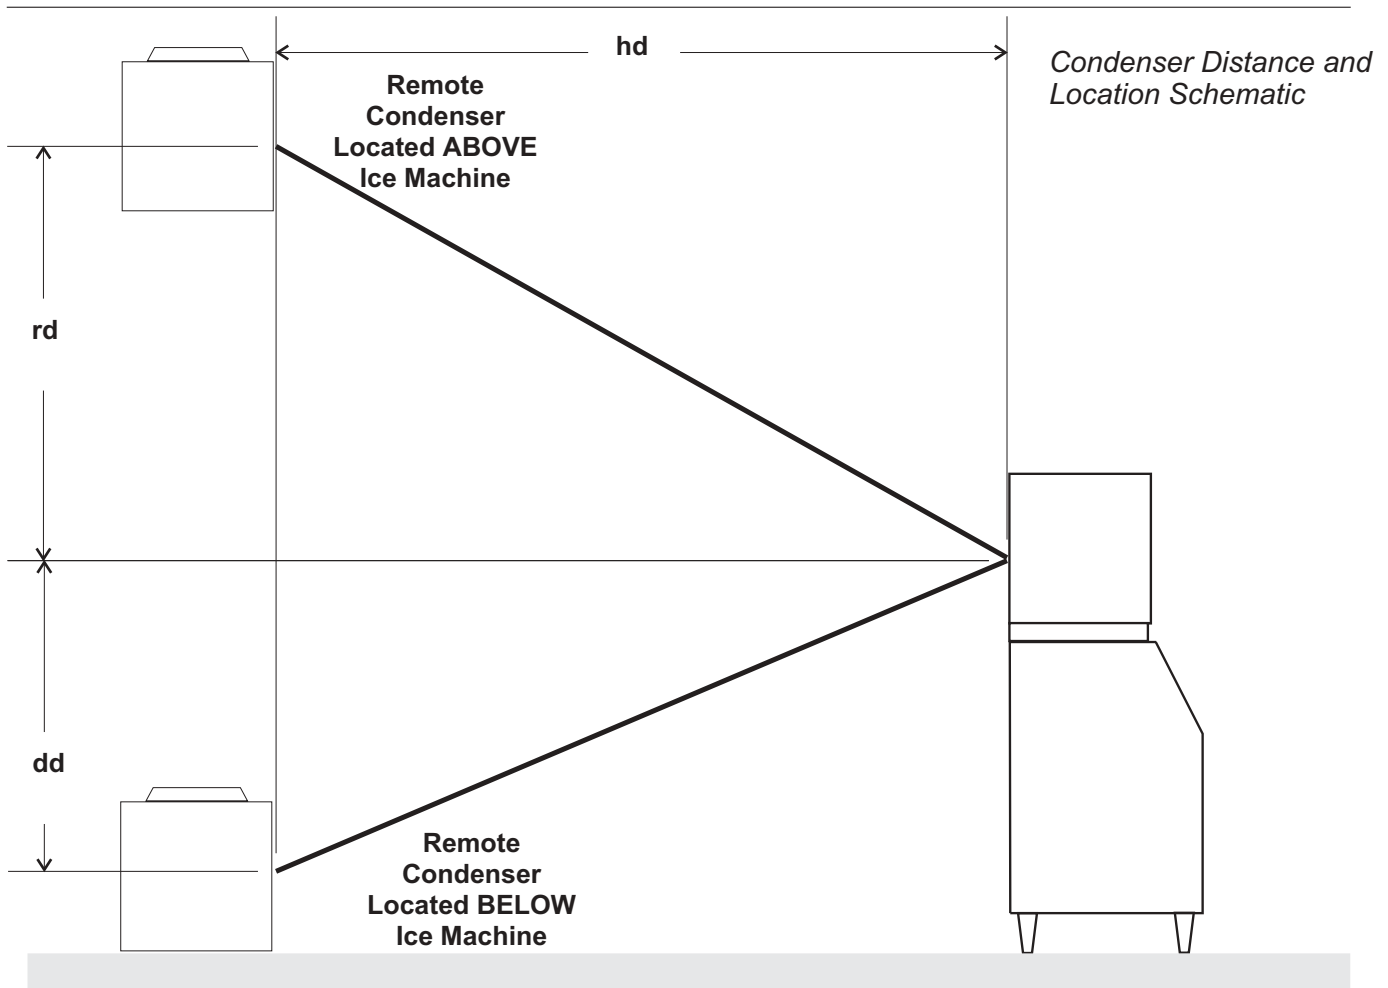 hd
Condenser Distance and
Location Schematic
Remote
Condenser
Located ABOVE
Ice Machine
rd
dd
Remote
Condenser
Located BELOW
Ice Machine